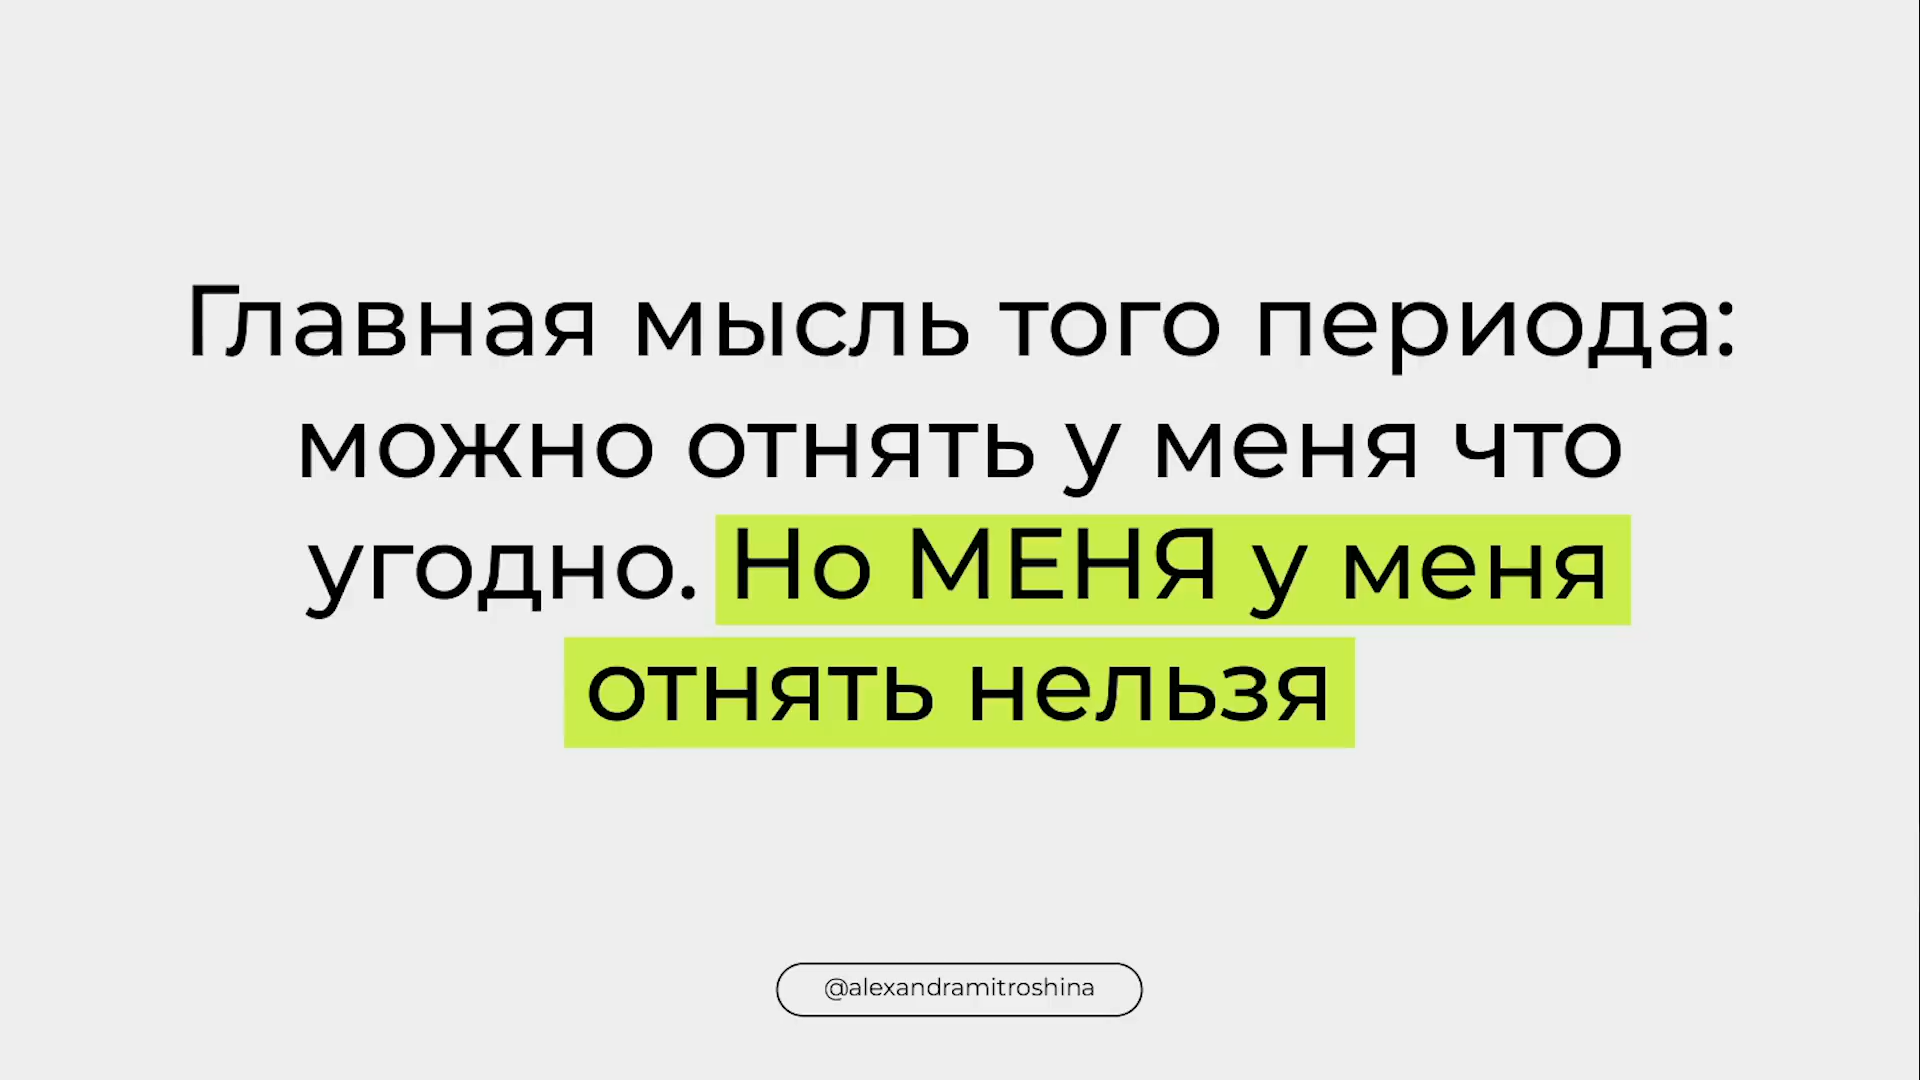 Главная мысль того периода:
можно отнять у меня что
угодно. Но МЕНЯ у меня
отнять нельзя
@alexandramitroshina